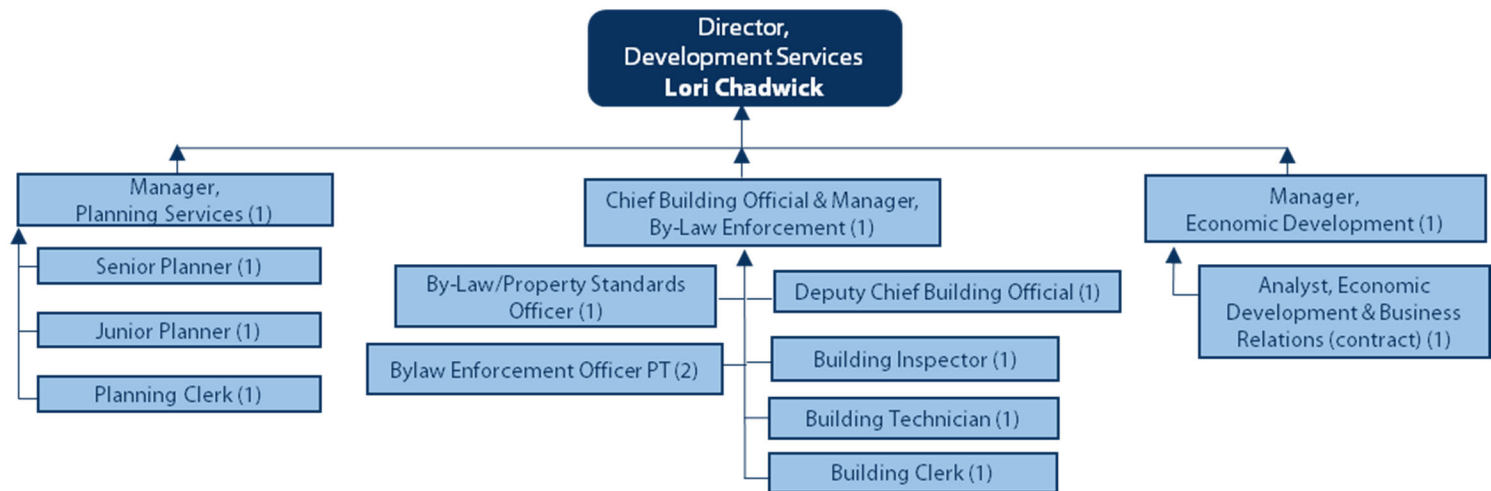 Director,
Development Services
Lori Chadwick
Manager,
Planning Services (1)
Senior Planner (1)
Junior Planner (1)
Planning Clerk (1)
Chief Building Official & Manager,
By-Law Enforcement (1)
By-Law/Property Standards
Officer (1)
Bylaw Enforcement Officer PT (2)
Deputy Chief Building Official (1)
Building Inspector (1)
Building Technician (1)
Building Clerk (1)
Manager,
Economic Development (1)
Analyst, Economic
Development & Business
Relations (contract) (1)